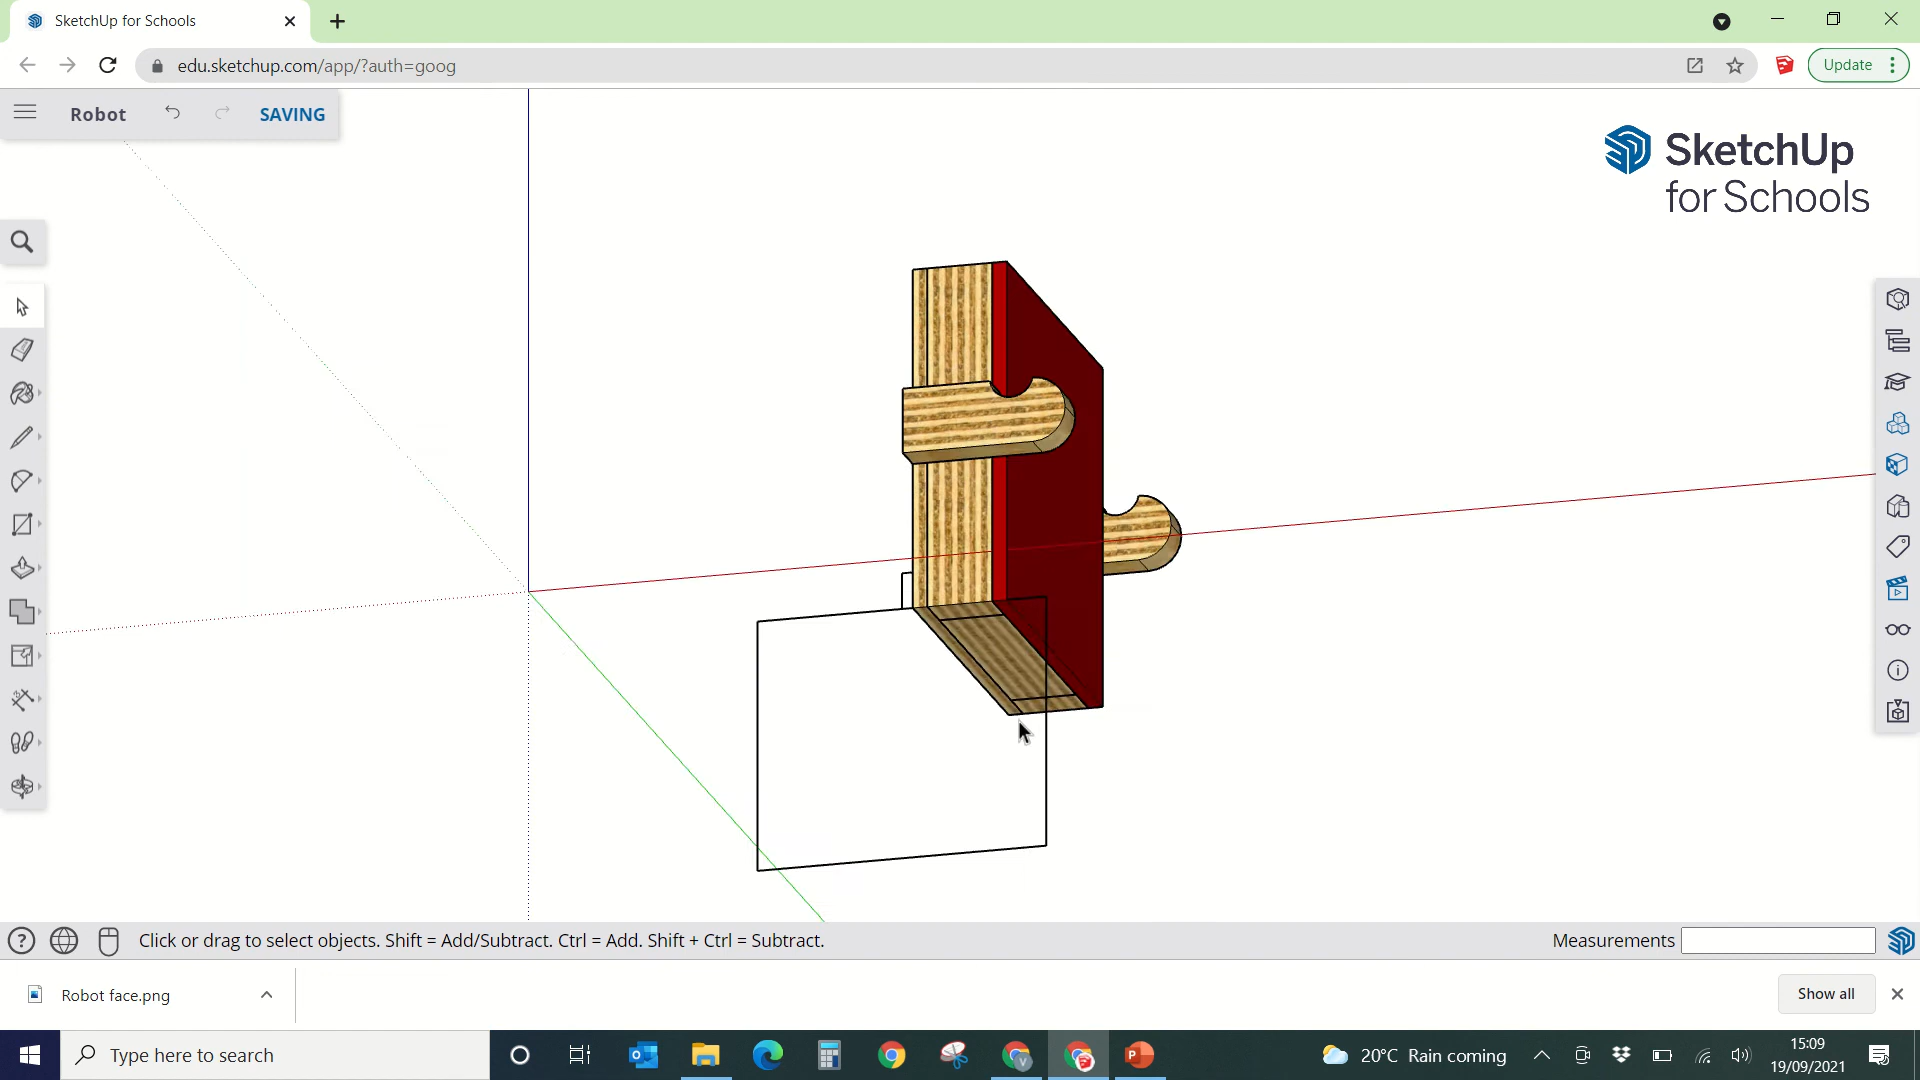 SketchUp for Schools
edu.sketchup.com/app/?auth=goog
Update
Robot
SAVING
SketchUp
for Schools
Click or drag to select objects. Shift = Add/Subtract. Ctrl = Add. Shift + Ctrl = Subtract.
Measurements
Robot face.png
Show all
Type here to search
20°C Rain coming
15:09
19/09/2021